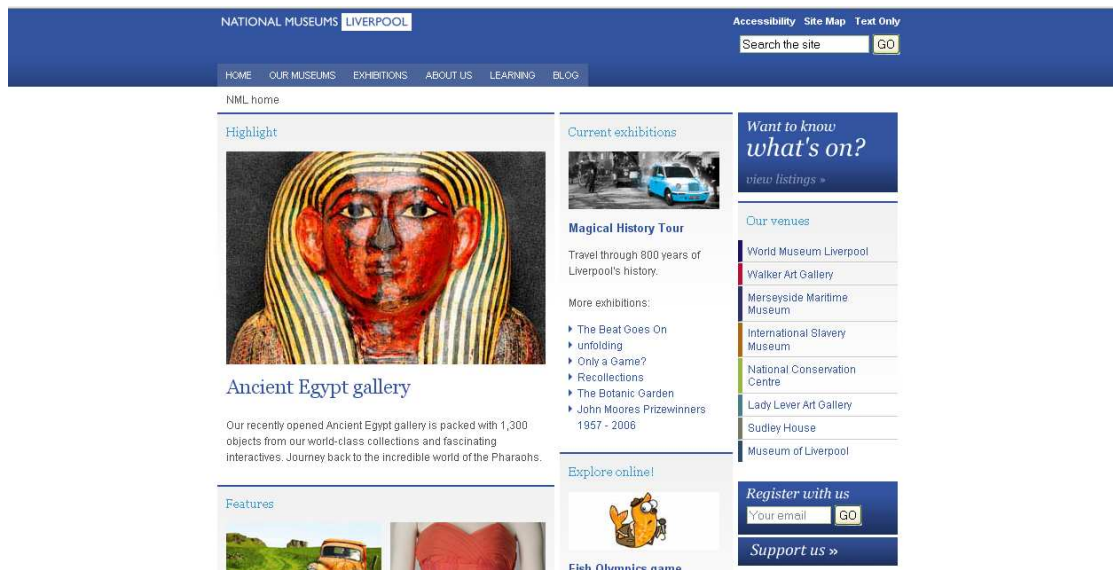 NATIONAL MUSEUMS LIVERPOOL
Accessibility Site Map Text Only
Search the site GO
HOME OUR MUSEUMS EXHIBITIONS ABOUT US LEARNING BLOG
NML home
Highlight
Ancient Egypt gallery
Our recently opened Ancient Egypt gallery is packed with 1,300
objects from our world-class collections and fascinating
interactives. Journey back to the incredible world of the Pharaohs.
Features
Current exhibitions
Magical History Tour
Travel through 800 years of
Liverpool's history.
More exhibitions:
The Beat Goes On
unfolding
Only a Game?
Recollections
The Botanic Garden
John Moores Prizewinners
1957 - 2006
Explore online!
Fish Olympics game
Want to know
what's on?
view listings »
Our venues
World Museum Liverpool
Walker Art Gallery
Merseyside Maritime
Museum
International Slavery
Museum
National Conservation
Centre
Lady Lever Art Gallery
Sudley House
Museum of Liverpool
Register with us
Your email GO
Support us »